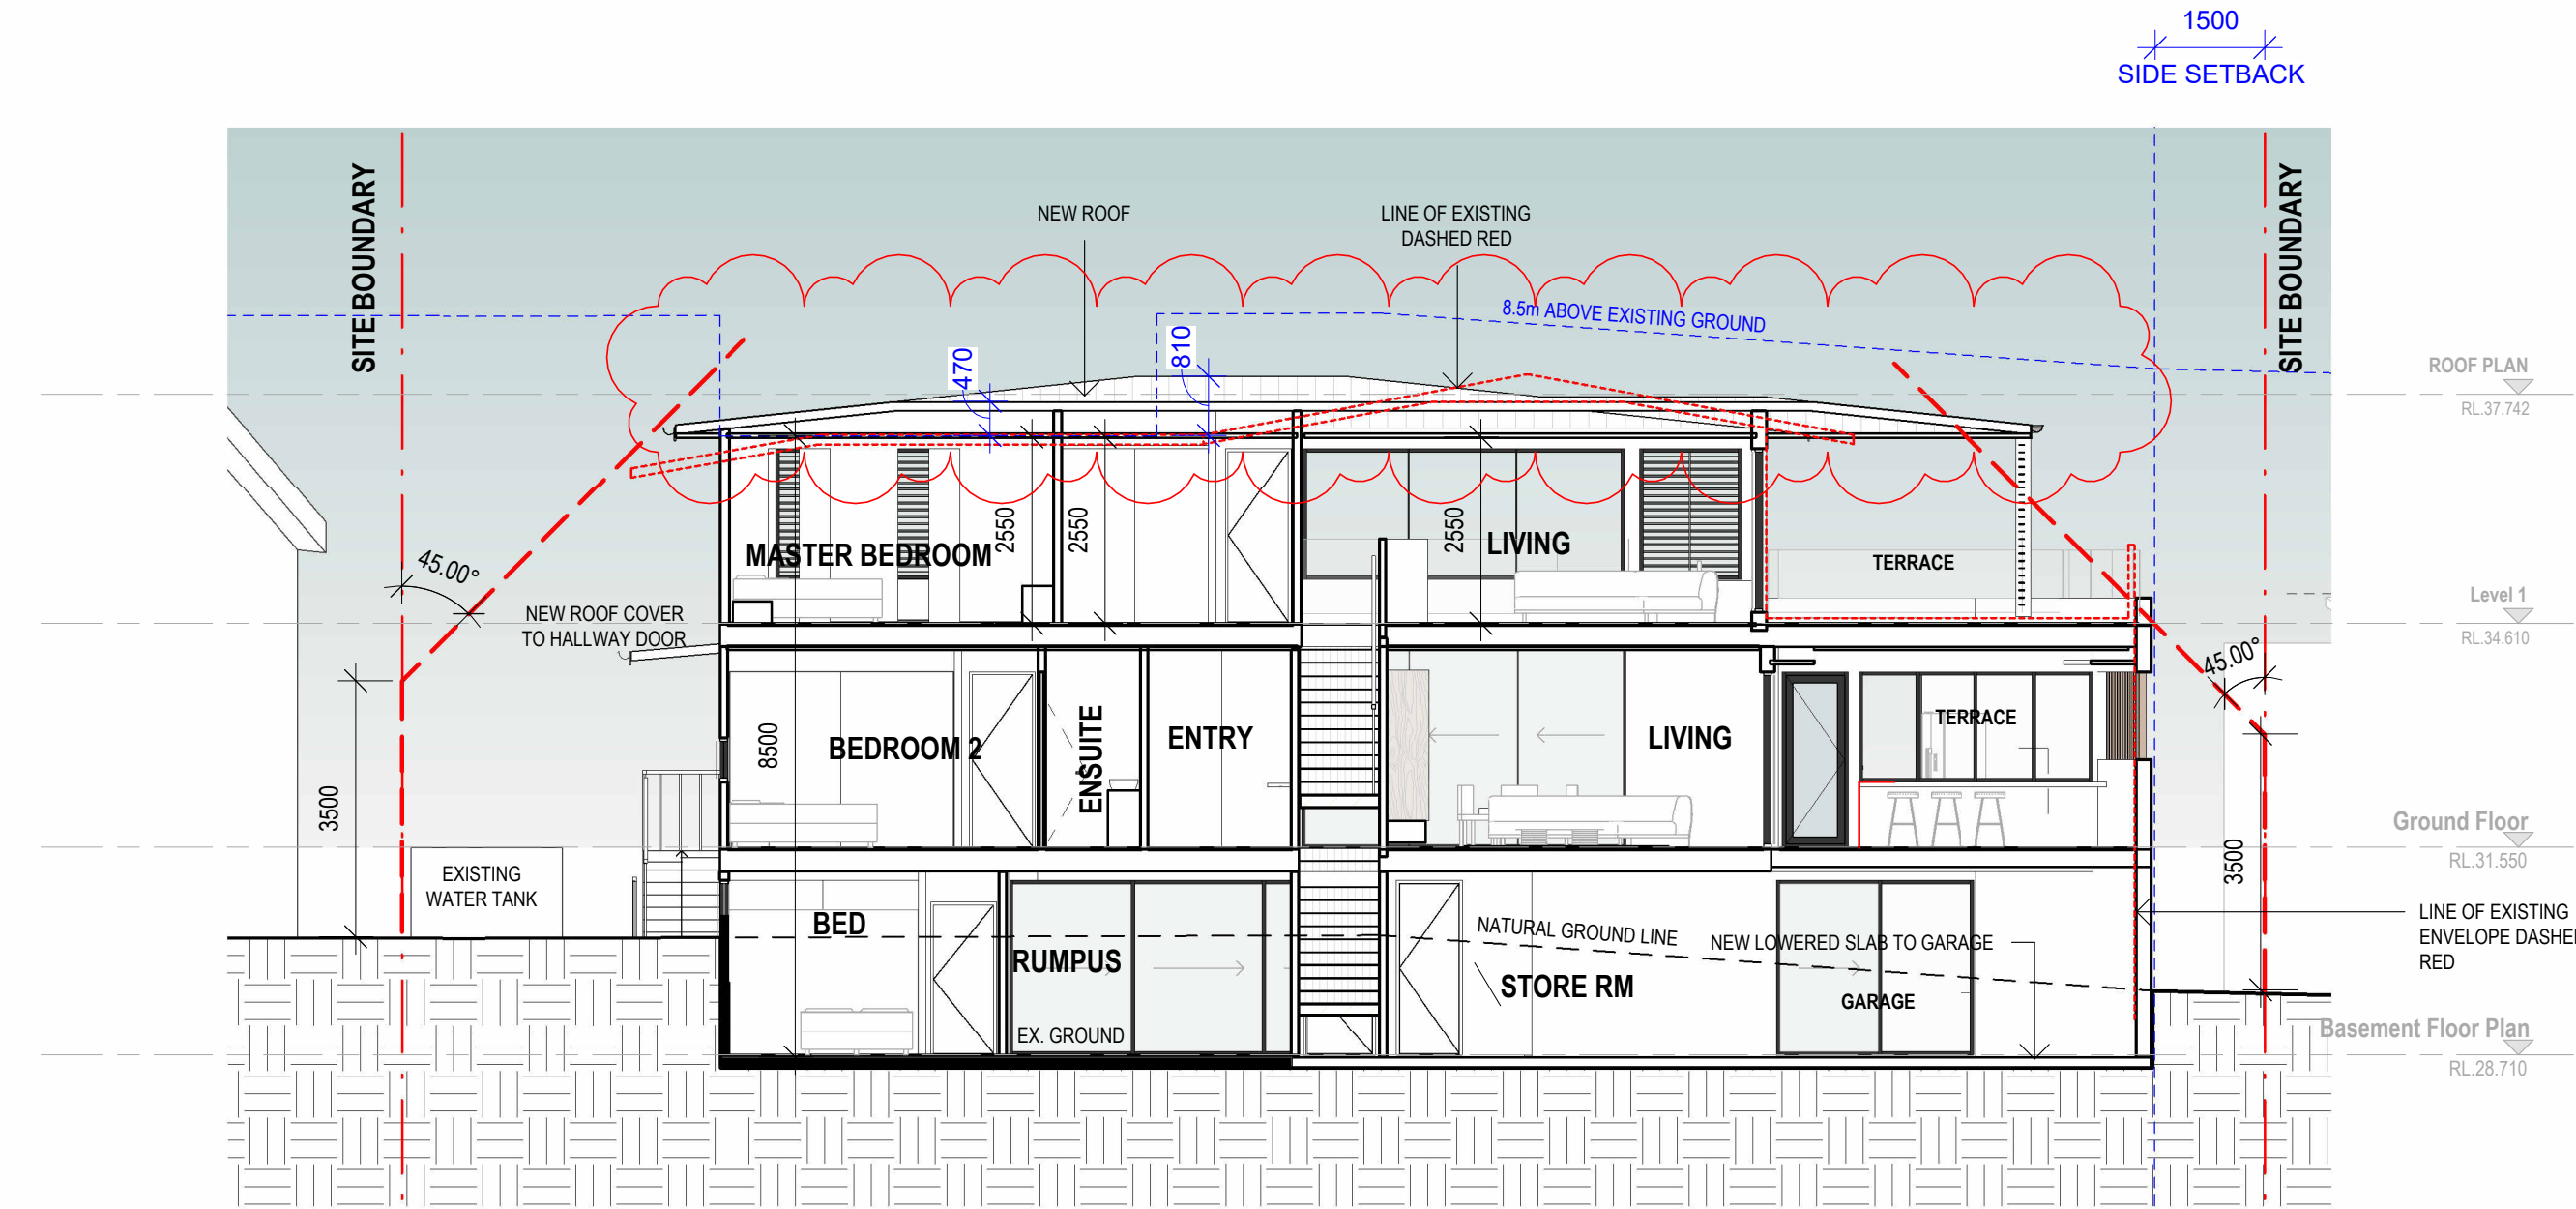 1500
SIDE SETBACK
SITE BOUNDARY
SITE BOUNDARY
NEW ROOF
LINE OF EXISTING
DASHED RED
8.5m ABOVE EXISTING GROUND
470
810
ROOF PLAN
RL.37.742
45.00°
MASTER BEDROOM
2550
2550
2550
LIVING
TERRACE
NEW ROOF COVER
TO HALLWAY DOOR
Level 1
RL.34.610
45.00°
3500
8500
BEDROOM 2
ENSUITE
ENTRY
LIVING
TERRACE
Ground Floor
RL.31.550
3500
EXISTING
WATER TANK
BED
RUMPUS
EX. GROUND
NATURAL GROUND LINE
STORE RM
NEW LOWERED SLAB TO GARAGE
GARAGE
LINE OF EXISTING
ENVELOPE DASHE
RED
Basement Floor Plan
RL.28.710